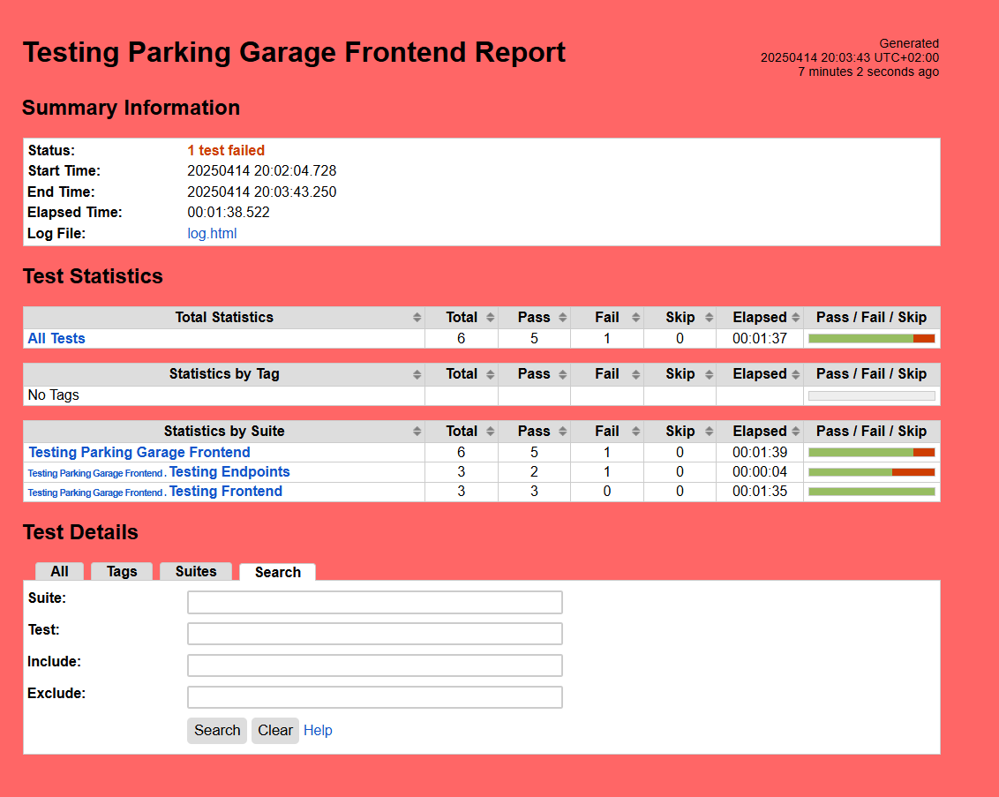 Testing Parking Garage Frontend Report
Generated
20250414 20:03:43 UTC+02:00
7 minutes 2 seconds ago
Summary Information
Status: 1 test failed
Start Time: 20250414 20:02:04.728
End Time: 20250414 20:03:43.250
Elapsed Time: 00:01:38.522
Log File: log.html
Test Statistics
Total Statistics Total Pass Fail Skip Elapsed Pass / Fail / Skip
All Tests 6 5 1 0 00:01:37
Statistics by Tag Total Pass Fail Skip Elapsed Pass / Fail / Skip
No Tags
Statistics by Suite Total Pass Fail Skip Elapsed Pass / Fail / Skip
Testing Parking Garage Frontend 6 5 1 0 00:01:39
Testing Parking Garage Frontend . Testing Endpoints 3 2 1 0 00:00:04
Testing Parking Garage Frontend . Testing Frontend 3 3 0 0 00:01:35
Test Details
All Tags Suites Search
Suite:
Test:
Include:
Exclude:
Search Clear Help